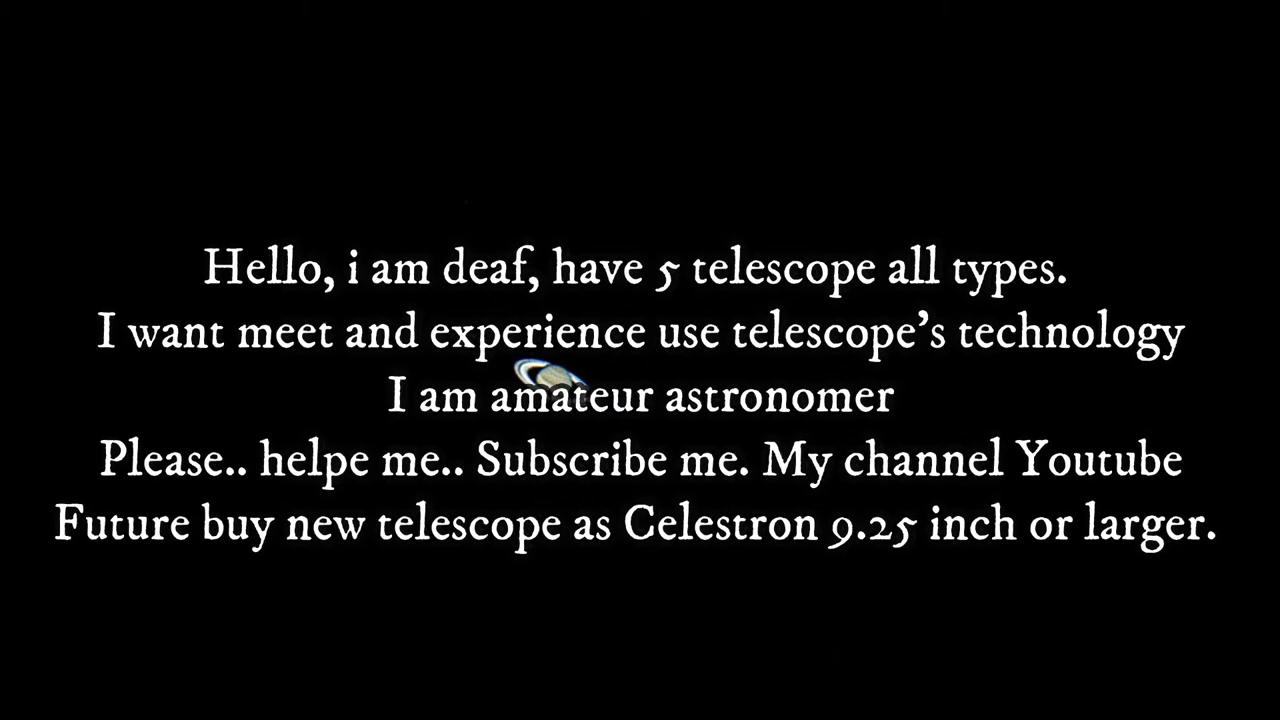 Hello, i am deaf, have 5 telescope all types.
I want meet and experience use telescope's technology
I am amateur astronomer
Please.. helpe me.. Subscribe me. My channel Youtube
Future buy new telescope as Celestron 9.25 inch or larger.